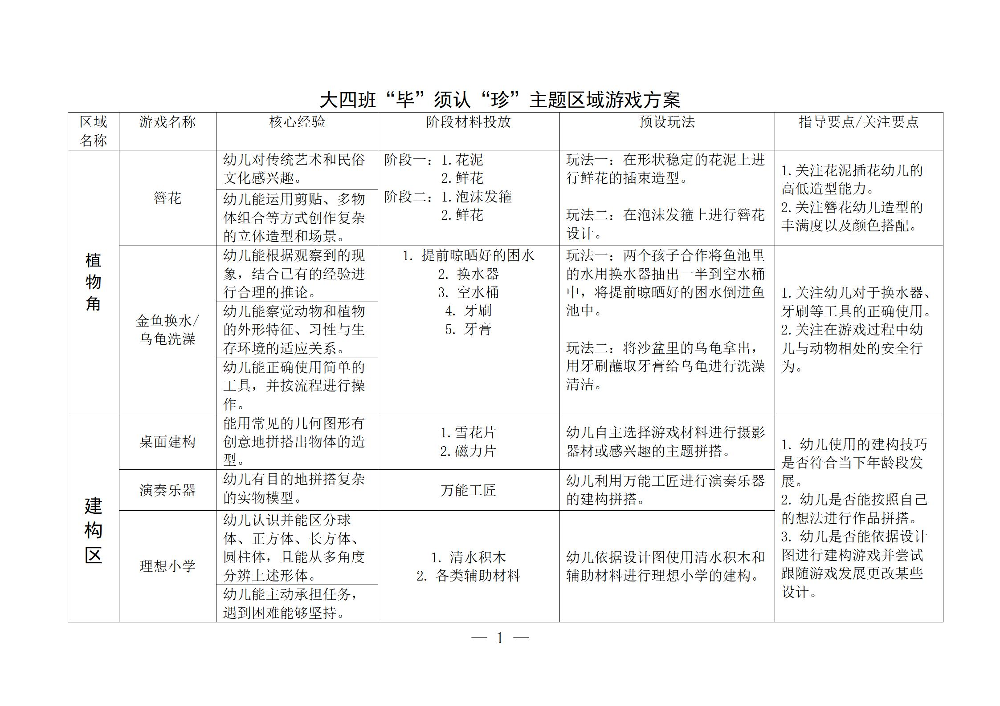 大四班“毕”须认“珍”主题区域游戏方案
区域
名称
游戏名称
核心经验
阶段材料投放
预设玩法
指导要点/关注要点
植
物
角
簪花
幼儿对传统艺术和民俗
文化感兴趣。
幼儿能运用剪贴、多物
体组合等方式创作复杂
的立体造型和场景。
阶段一：1.花泥
2.鲜花
阶段二：1.泡沫发箍
2.鲜花
玩法一：在形状稳定的花泥上进
行鲜花的插束造型。
玩法二：在泡沫发箍上进行簪花
设计。
1.关注花泥插花幼儿的
高低造型能力。
2.关注簪花幼儿造型的
丰满度以及颜色搭配。
金鱼换水/
乌龟洗澡
幼儿能根据观察到的现
象，结合已有的经验进
行合理的推论。
幼儿能察觉动物和植物
的外形特征、习性与生
存环境的适应关系。
幼儿能正确使用简单的
工具，并按流程进行操
作。
1. 提前晾晒好的困水
2. 换水器
3. 空水桶
4. 牙刷
5. 牙膏
玩法一：两个孩子合作将鱼池里
的水用换水器抽出一半到空水桶
中，将提前晾晒好的困水倒进鱼
池中。
玩法二：将沙盆里的乌龟拿出，
用牙刷蘸取牙膏给乌龟进行洗澡
清洁。
1.关注幼儿对于换水器、
牙刷等工具的正确使用。
2.关注在游戏过程中幼
儿与动物相处的安全行
为。
建
构
区
桌面建构
能用常见的几何图形有
创意地拼搭出物体的造
型。
1.雪花片
2.磁力片
幼儿自主选择游戏材料进行摄影
器材或感兴趣的主题拼搭。
1. 幼儿使用的建构技巧
是否符合当下年龄段发
展。
2. 幼儿是否能按照自己
的想法进行作品拼搭。
3. 幼儿是否能依据设计
图进行建构游戏并尝试
跟随游戏发展更改某些
设计。
演奏乐器
幼儿有目的地拼搭复杂
的实物模型。
万能工匠
幼儿利用万能工匠进行演奏乐器
的建构拼搭。
理想小学
幼儿认识并能区分球
体、正方体、长方体、
圆柱体，且能从多角度
分辨上述形体。
幼儿能主动承担任务，
遇到困难能够坚持。
1. 清水积木
2. 各类辅助材料
幼儿依据设计图使用清水积木和
辅助材料进行理想小学的建构。
— 1 —